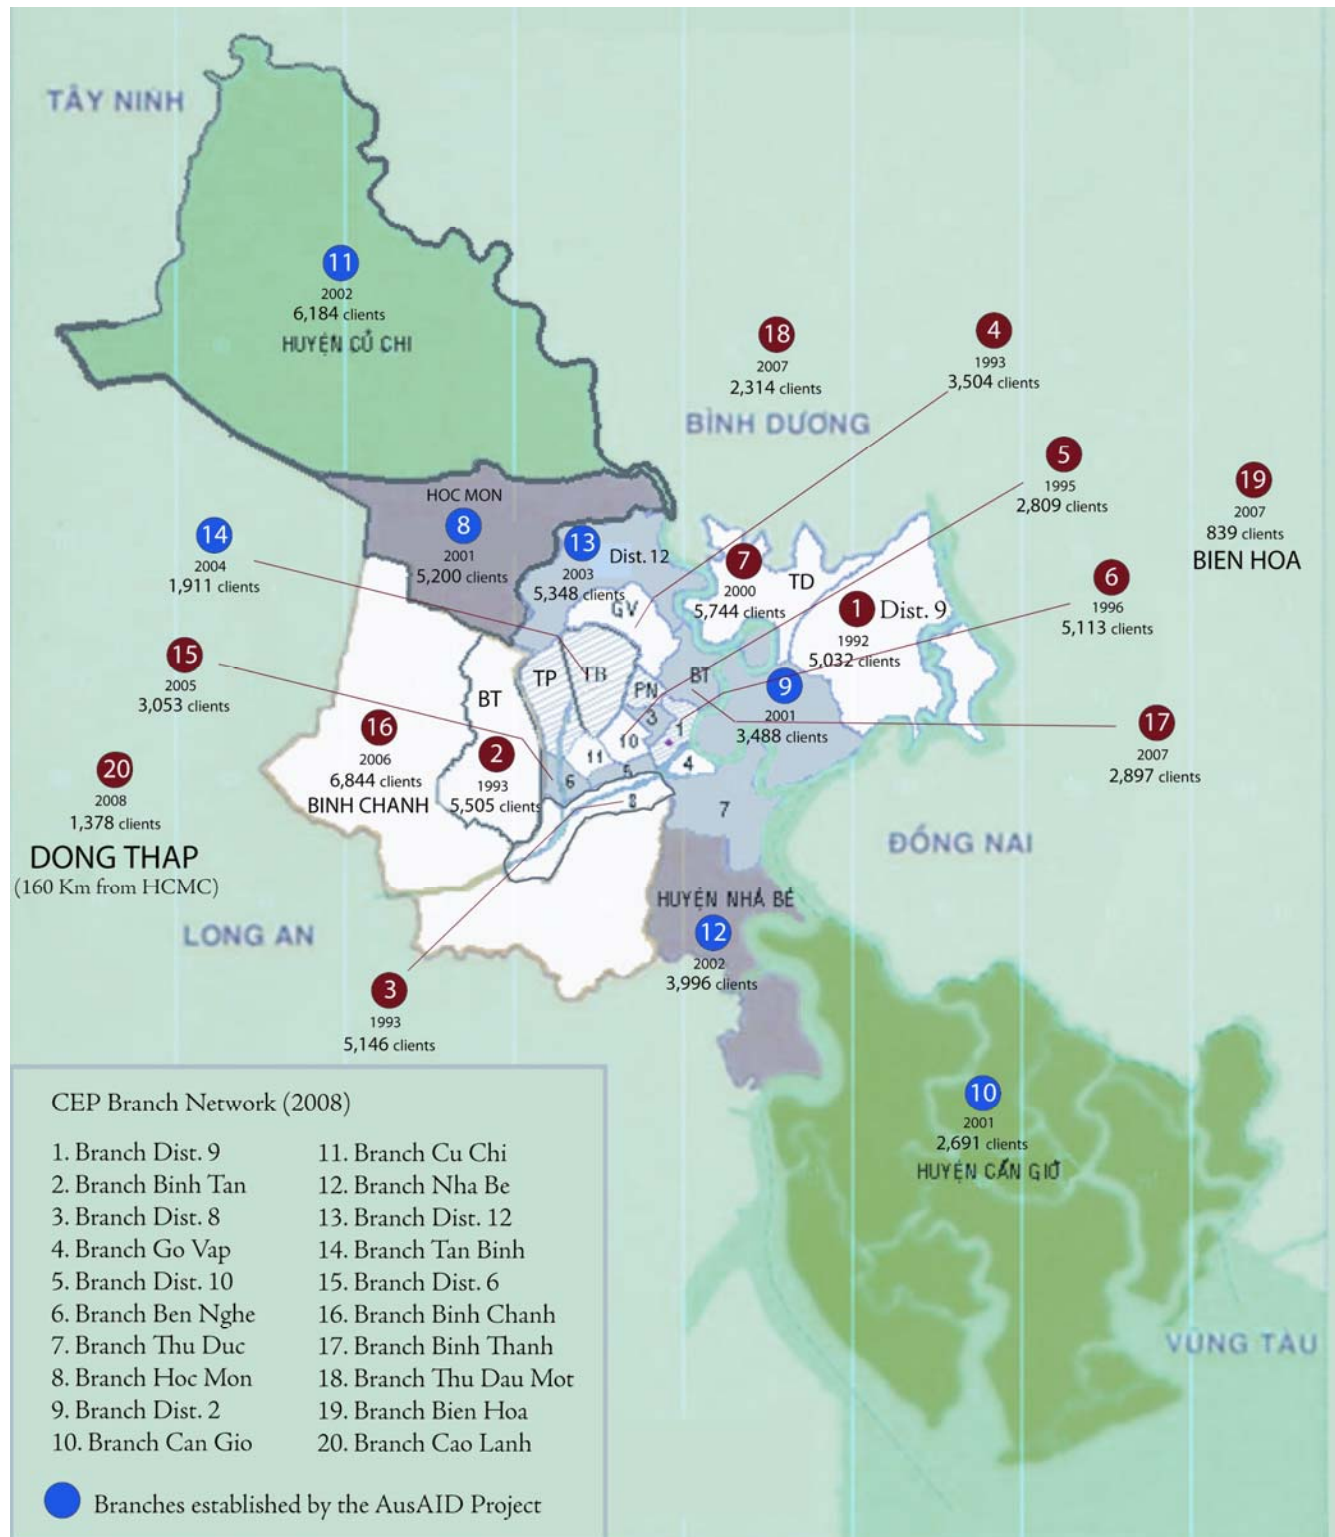 TÂY NINH
11
2002
6,184 clients
HUYỆN CỦ CHI
18
2007
2,314 clients
4
1993
3,504 clients
BÌNH DƯƠNG
5
1995
2,809 clients
19
2007
839 clients
BIEN HOA
HOC MON
8
2001
5,200 clients
14
2004
1,911 clients
13
Dist. 12
2003
5,348 clients
GV
7
2000
5,744 clients
TD
1
Dist. 9
1992
5,032 clients
6
1996
5,113 clients
15
2005
3,053 clients
BT
TP
TB
PN
BT
9
2001
3,488 clients
3
1
10
11
4
5
6
8
7
17
2007
2,897 clients
16
2006
6,844 clients
BINH CHANH
2
1993
5,505 clients
20
2008
1,378 clients
DONG THAP
(160 Km from HCMC)
ĐỒNG NAI
LONG AN
HUYỆN NHÀ BÈ
12
2002
3,996 clients
3
1993
5,146 clients
10
2001
2,691 clients
HUYỆN CẦN GIỜ
VŨNG TÀU
CEP Branch Network (2008)
1. Branch Dist. 9
2. Branch Binh Tan
3. Branch Dist. 8
4. Branch Go Vap
5. Branch Dist. 10
6. Branch Ben Nghe
7. Branch Thu Duc
8. Branch Hoc Mon
9. Branch Dist. 2
10. Branch Can Gio
11. Branch Cu Chi
12. Branch Nha Be
13. Branch Dist. 12
14. Branch Tan Binh
15. Branch Dist. 6
16. Branch Binh Chanh
17. Branch Binh Thanh
18. Branch Thu Dau Mot
19. Branch Bien Hoa
20. Branch Cao Lanh
Branches established by the AusAID Project